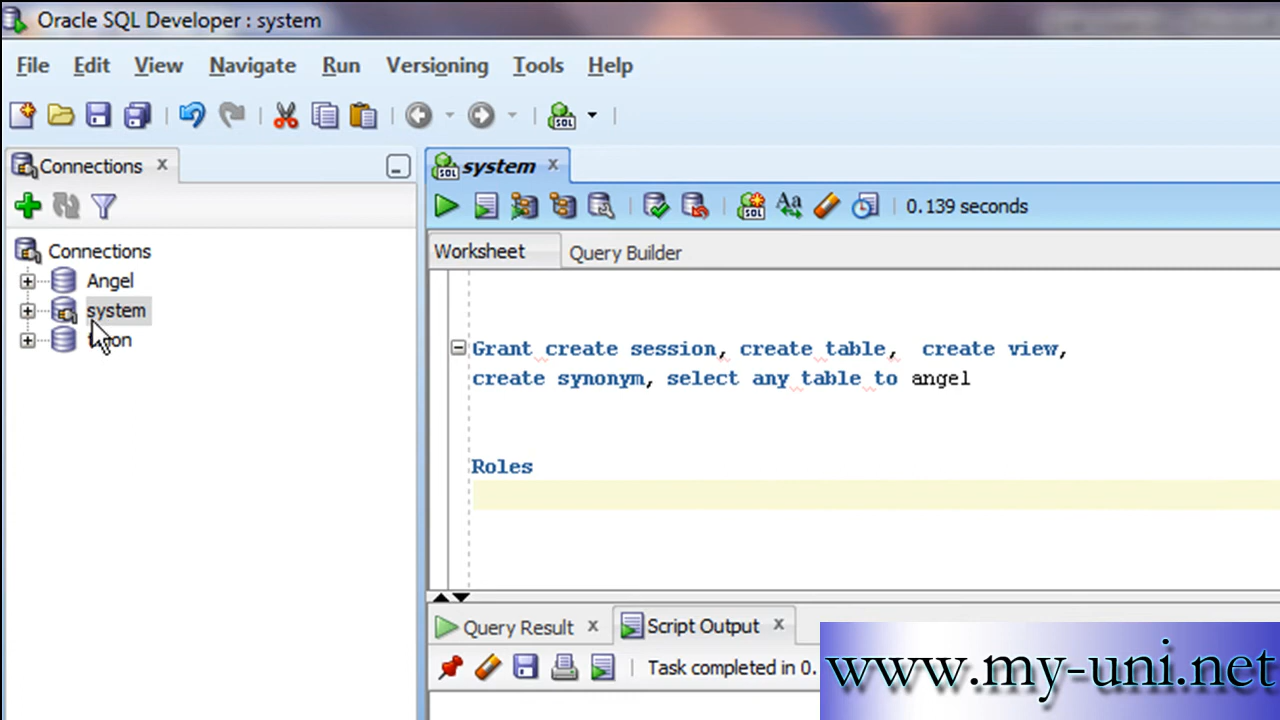 Oracle SQL Developer : system
File Edit View Navigate Run Versioning Tools Help
Connections
system
0.139 seconds
Worksheet Query Builder
Connections
Angel
system
Grant create session, create table, create view,
create synonym, select any table to angel
Roles
Query Result Script Output
Task completed in 0.
www.my-uni.net